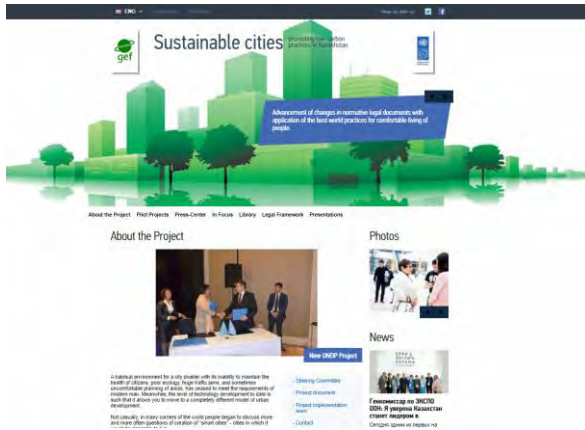 ENG
gef
Sustainable cities
promoting low carbon
practices in Kazakhstan
Advancement of changes in normative legal documents with
application of the best world practices for comfortable living of
people.
About the Project Pilot Projects Press-Center In Focus Library Legal Framework Presentations
About the Project
New UNDP Project
A habitual environment for a city dweller with its inability to maintain the
health of citizens, poor ecology, huge traffic jams, and sometimes
uncomfortable planning of areas, has ceased to meet the requirements of
modern man. Meanwhile, the level of technology development to date is
such that it allows you to move to a completely different model of urban
development.
Not casually, in many corners of the world people began to discuss more
and more often questions of creation of "smart cities" - cities in which it
- Steering Committee
- Project document
- Project Implementation
team
- Contact
Photos
News
Генкомиссар по ЭКСПО
ООН: Я уверена Казахстан
станет лидером в
Сегодня одним из первых на